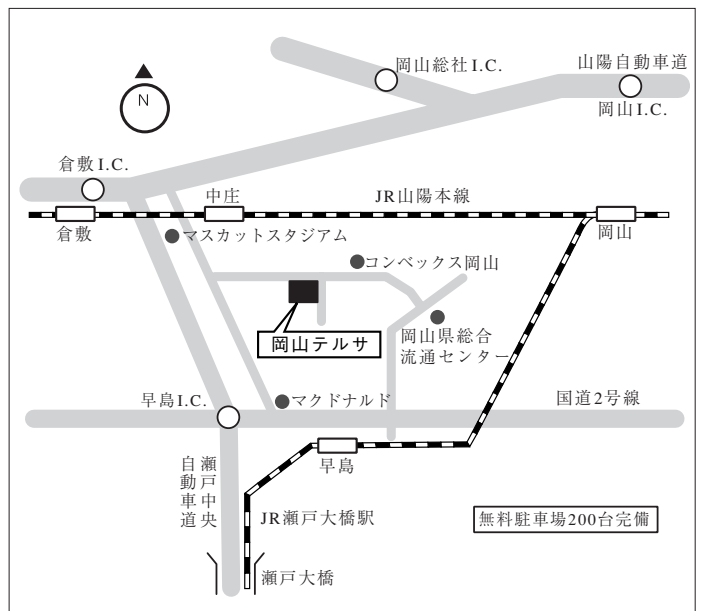 岡山総社I.C.
山陽自動車道
岡山I.C.
N
倉敷I.C.
中庄
JR山陽本線
倉敷
マスカットスタジアム
岡山
コンベックス岡山
岡山テルサ
岡山県総合
流通センター
早島I.C.
マクドナルド
国道2号線
早島
瀬戸中央
自動車道
JR瀬戸大橋駅
無料駐車場200台完備
瀬戸大橋